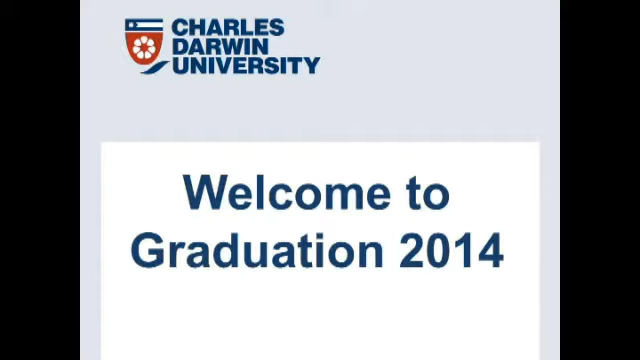 CHARLES
DARWIN
UNIVERSITY
Welcome to
Graduation 2014